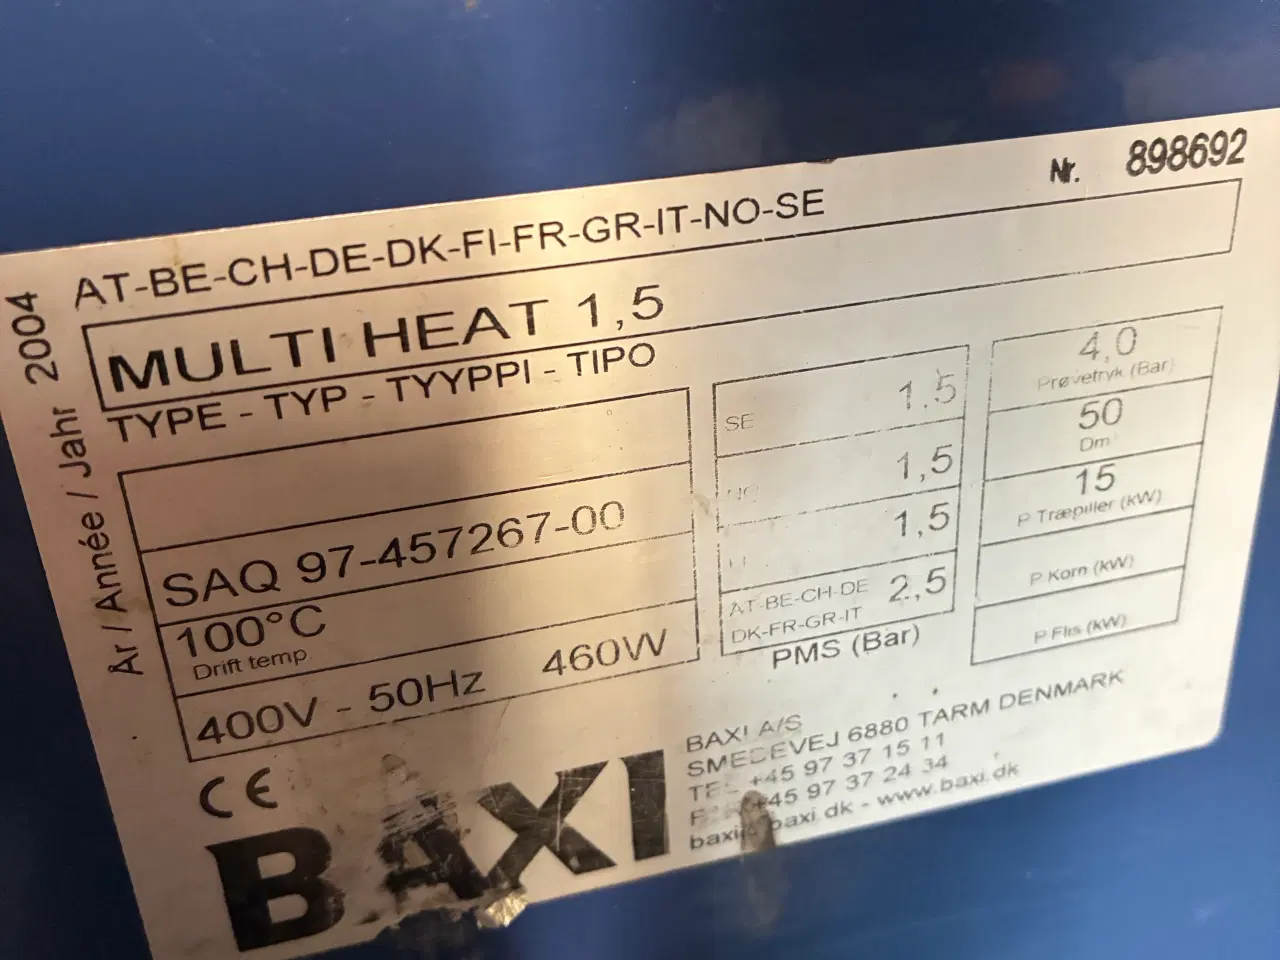 Nr. 898692
AT-BE-CH-DE-DK-FI-FR-GR-IT-NO-SE
MULTI HEAT 1,5
TYPE - TYP - TYYPPI - TIPO
År / Année / Jahr 2004
SAQ 97-457267-00
100°C
Drift temp.
400V - 50Hz 460W
SE 1.5
NO 1,5
1,5
AT-BE-CH-DE 2,5
DK-FR-GR-IT
PMS (Bar)
4,0
Prøvetryk (Bar)
50
Dm
15
P Træpiller (kW)
P Korn (kW)
P Flis (kW)
CE
BAXI
BAXI A/S
SMEDEVEJ 6880 TARM DENMARK
+45 97 37 15 11
+45 97 37 24 34
baxi.dk - www.baxi.dk